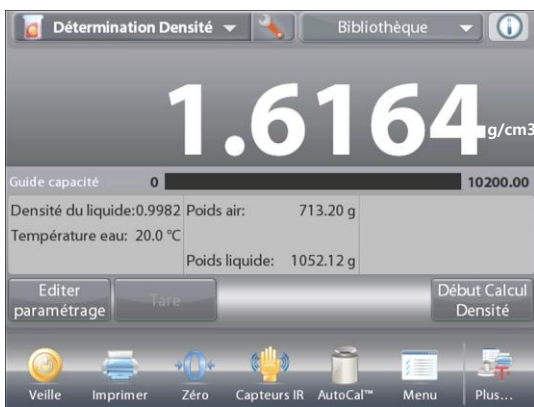 Détermination Densité
Bibliothèque
1.6164 g/cm3
Guide capacité 0 10200.00
Densité du liquide:0.9982 Poids air: 713.20 g
Température eau: 20.0 °C
Poids liquide: 1052.12 g
Editer
paramétrage
Tare
Début Calcul
Densité
Veille Imprimer Zéro Capteurs IR AutoCal™ Menu Plus...